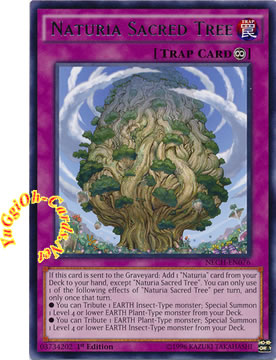 NATURIA SACRED TREE
TRAP
[TRAP CARD]
YuGiOh-Cards.Net
NECH-EN076
If this card is sent to the Graveyard: Add 1 "Naturia" card from your
Deck to your hand, except "Naturia Sacred Tree". You can only use
1 of the following effects of "Naturia Sacred Tree" per turn, and
only once that turn.
● You can Tribute 1 EARTH Insect-Type monster; Special Summon
1 Level 4 or lower EARTH Plant-Type monster from your Deck.
● You can Tribute 1 EARTH Plant-Type monster; Special Summon
1 Level 4 or lower EARTH Insect-Type monster from your Deck.
03734202
1st Edition
©1996 KAZUKI TAKAHASHI